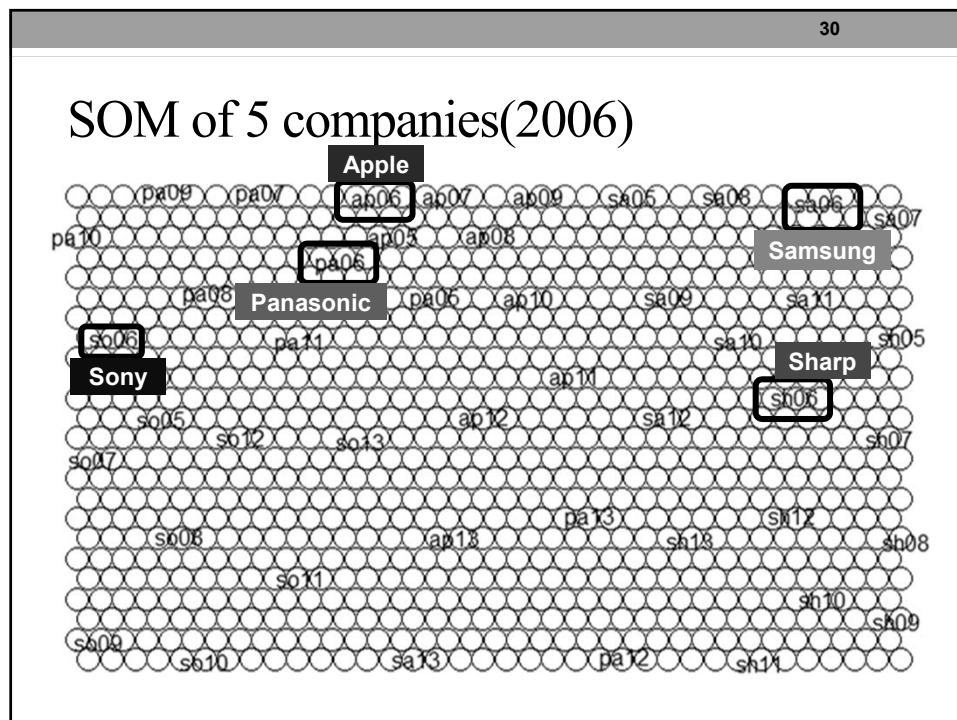 30
SOM of 5 companies(2006)
Apple
pa09 pa07 ap06 ap07 ap09 sa05 sa08 sa06
sa07
pa10 ap05 ap08
Samsung
pa06
pa08 Panasonic pa05 ap10 sa09 sa11
so06 pa11 sa10 sh05
Sharp
Sony ap11
sh06
so05 ap12 sa12
so12 so13 sh07
so07
pa13 sh12
so08 ap13 sh13 sh08
so11
sh10
sh09
so09
so10 sa13 pa12 sh11